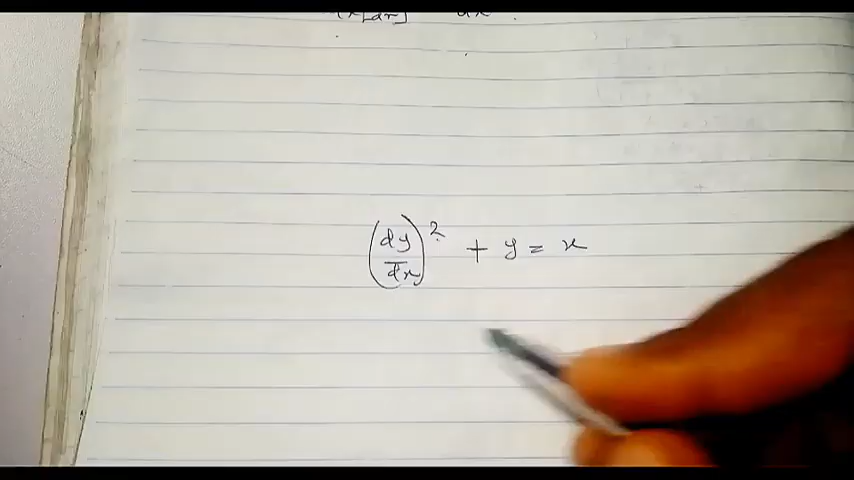 (dy/dx)² + y = x